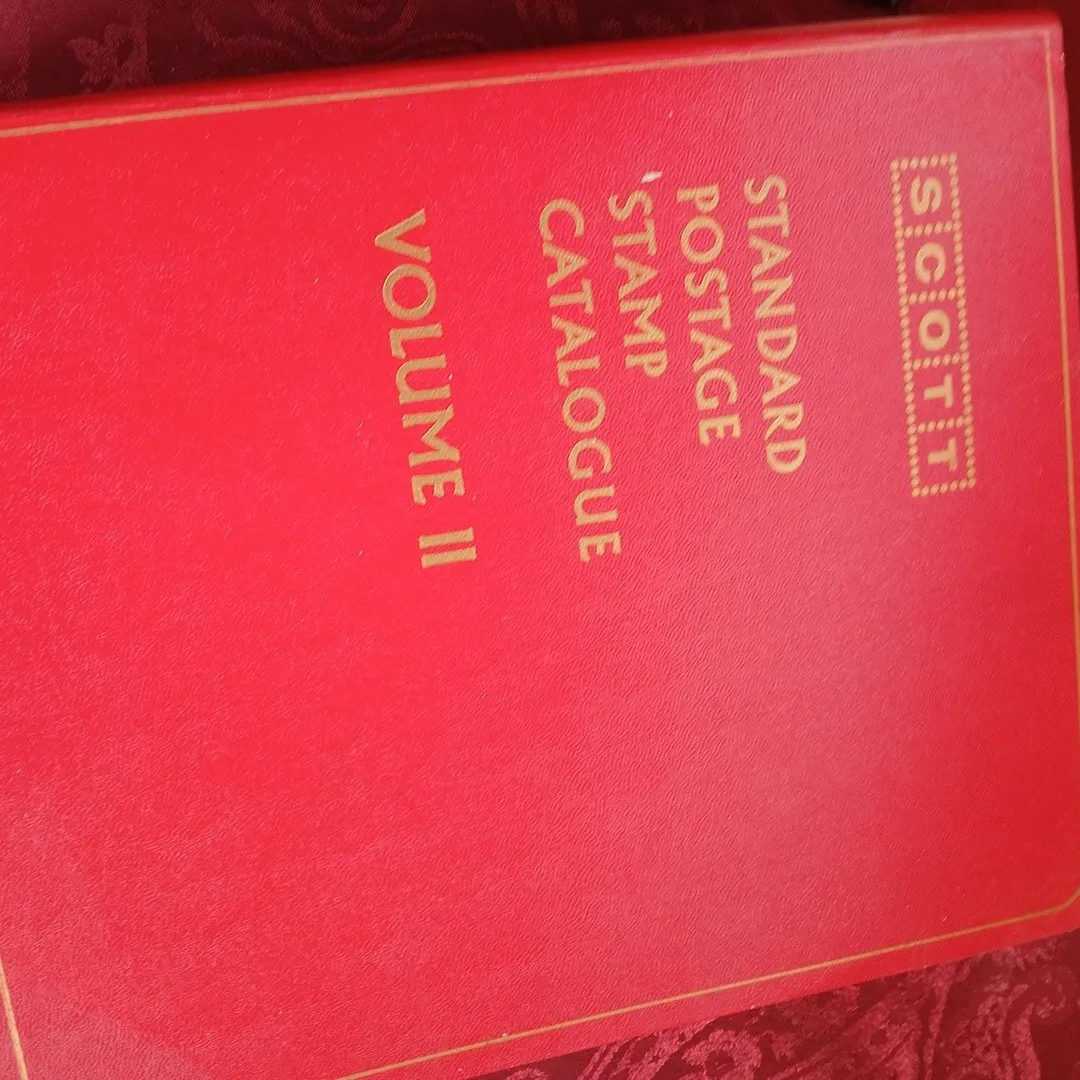 SCOTT
STANDARD
POSTAGE
STAMP
CATALOGUE
VOLUME II